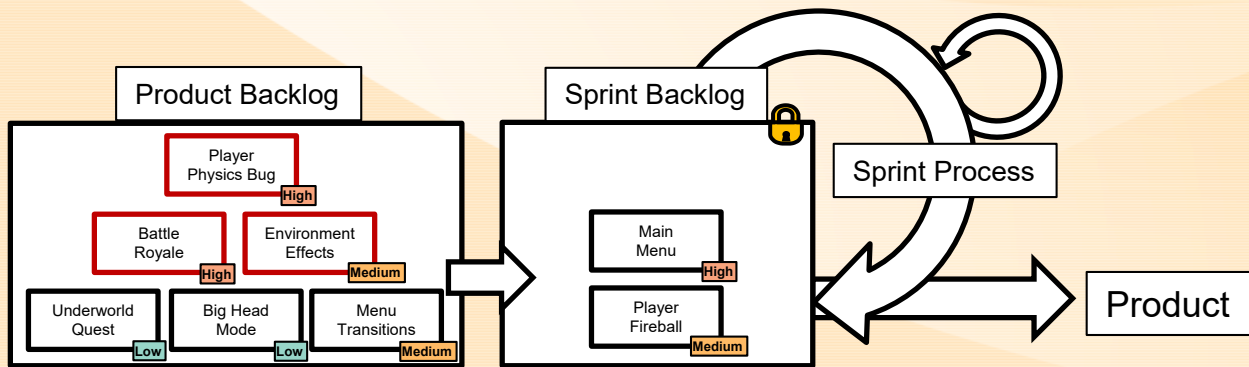 Product Backlog
Player
Physics Bug
High
Battle
Royale
High
Environment
Effects
Medium
Underworld
Quest
Low
Big Head
Mode
Low
Menu
Transitions
Medium
Sprint Backlog
Main
Menu
High
Player
Fireball
Medium
Sprint Process
Product